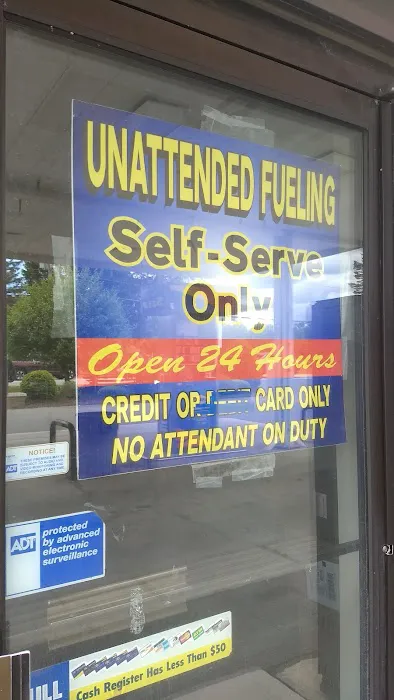 UNATTENDED FUELING
Self-Serve
Only
Open 24 Hours
CREDIT OR CARD ONLY
NO ATTENDANT ON DUTY
NOTICE!
ADT
ADT
protected
by advanced
electronic
surveillance
Cash Register Has Less Than $50